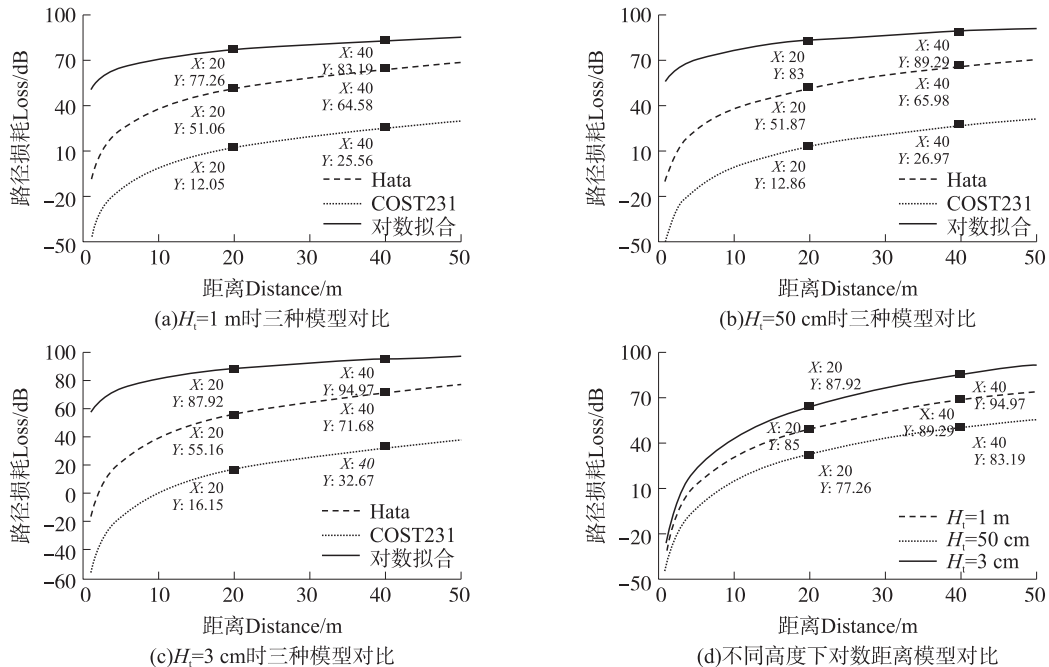 路径损耗Loss/dB
100
70
40
10
−20
−50
0
10
20
30
40
50
X: 20
Y: 77.26
X: 40
Y: 83.19
X: 20
Y: 51.06
X: 40
Y: 64.58
X: 20
Y: 12.05
X: 40
Y: 25.56
Hata
COST231
对数拟合
距离Distance/m
(a)Ht=1 m时三种模型对比
路径损耗Loss/dB
100
70
40
10
−20
−50
0
10
20
30
40
50
X: 20
Y: 83
X: 40
Y: 89.29
X: 20
Y: 51.87
X: 40
Y: 65.98
X: 20
Y: 12.86
X: 40
Y: 26.97
Hata
COST231
对数拟合
距离Distance/m
(b)Ht=50 cm时三种模型对比
路径损耗Loss/dB
100
80
60
40
20
0
−20
−40
−60
0
10
20
30
40
50
X: 20
Y: 87.92
X: 40
Y: 94.97
X: 20
Y: 55.16
X: 40
Y: 71.68
X: 20
Y: 16.15
X: 40
Y: 32.67
Hata
COST231
对数拟合
距离Distance/m
(c)Ht=3 cm时三种模型对比
路径损耗Loss/dB
100
70
40
10
−20
−50
0
10
20
30
40
50
X: 20
Y: 87.92
X: 40
Y: 94.97
X: 20
Y: 85
X: 40
Y: 89.29
X: 20
Y: 77.26
X: 40
Y: 83.19
Ht=1 m
Ht=50 cm
Ht=3 cm
距离Distance/m
(d)不同高度下对数距离模型对比